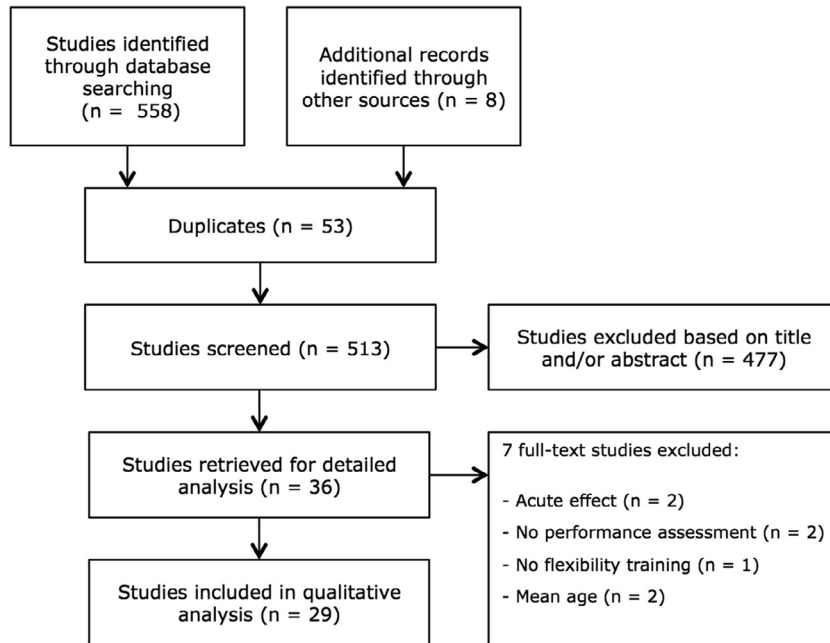 Studies identified
through database
searching
(n = 558)
Additional records
identified through
other sources (n = 8)
Duplicates (n = 53)
Studies screened (n = 513)
Studies excluded based on title
and/or abstract (n = 477)
Studies retrieved for detailed
analysis (n = 36)
7 full-text studies excluded:
- Acute effect (n = 2)
- No performance assessment (n = 2)
- No flexibility training (n = 1)
- Mean age (n = 2)
Studies included in qualitative
analysis (n = 29)